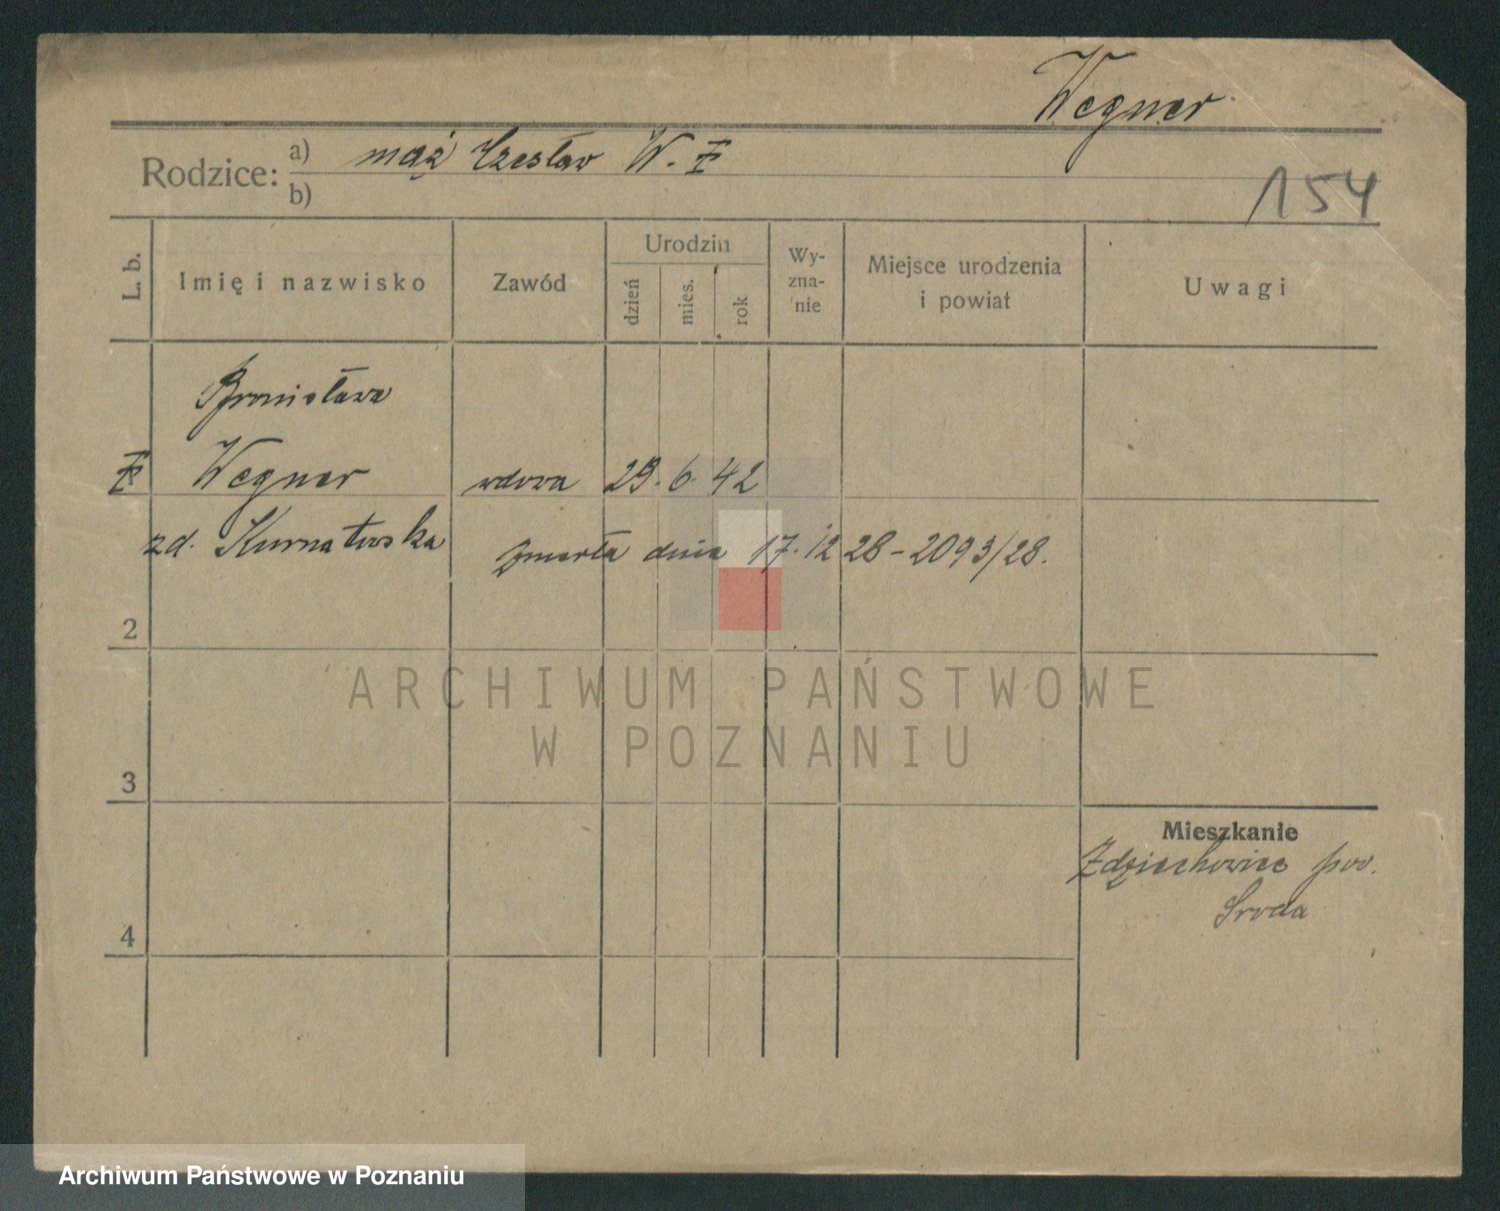 Wegner
Rodzice: a) mąż Czesław W. Ŧ
b)
154
L. b.
Imię i nazwisko
Zawód
Urodzin
dzień
mies.
rok
Wy-
zna-
nie
Miejsce urodzenia
i powiat
Uwagi
Bronisława
Wegner wdowa 29. 6. 42
zd. Kurnatowska zmarła dnia 17. 12 28 - 2093/28.
2
3
4
Mieszkanie
Zdziechowice pow.
Sroda
ARCHIWUM PAŃSTWOWE
W POZNANIU
Archiwum Państwowe w Poznaniu